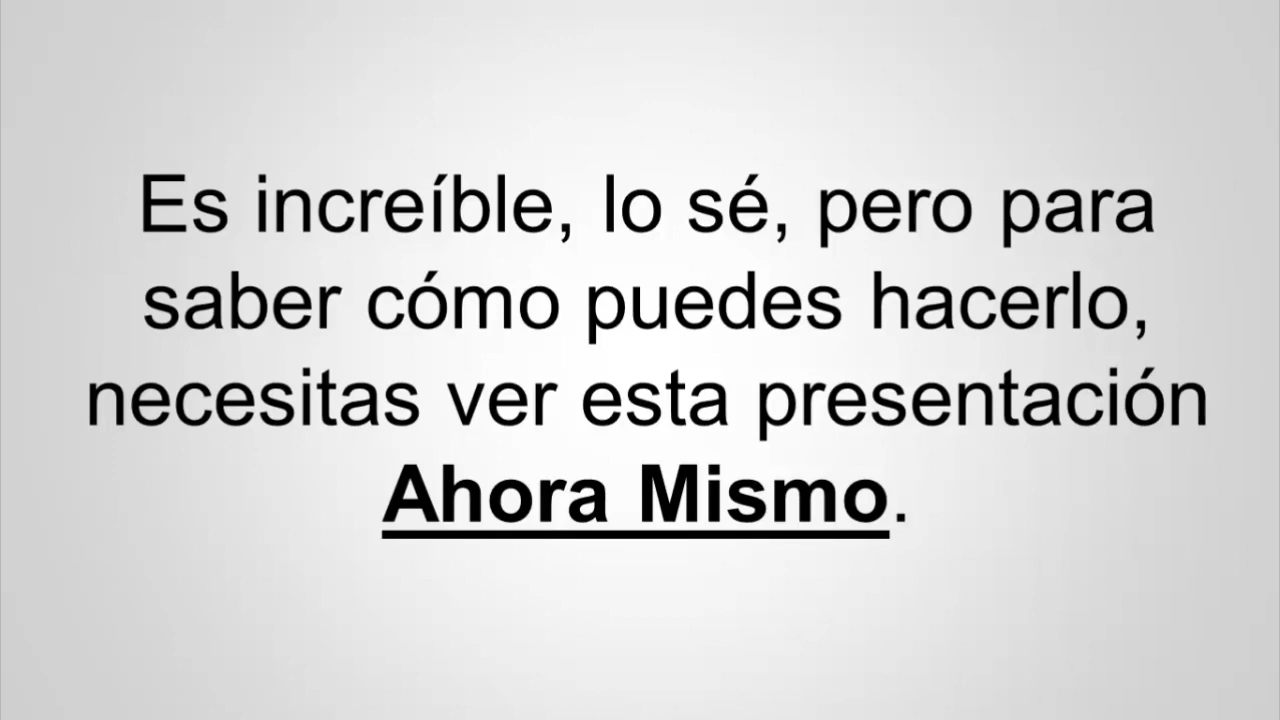 Es increíble, lo sé, pero para
saber cómo puedes hacerlo,
necesitas ver esta presentación
Ahora Mismo.